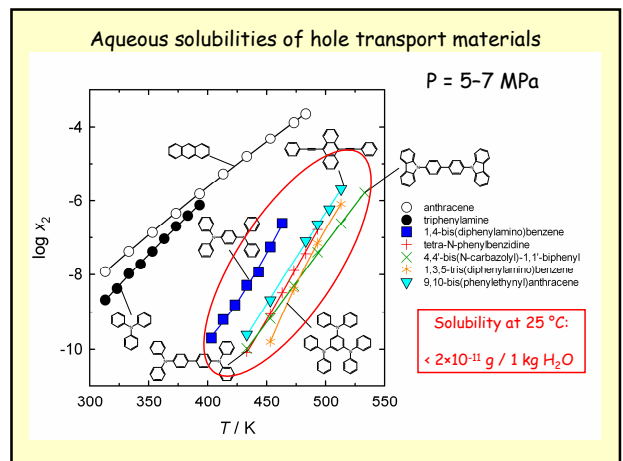 Aqueous solubilities of hole transport materials
P = 5–7 MPa
-4
-6
-8
-10
log x₂
300
350
400
450
500
550
T / K
anthracene
triphenylamine
1,4-bis(diphenylamino)benzene
tetra-N-phenylbenzidine
4,4'-bis(N-carbazolyl)-1,1'-biphenyl
1,3,5-tris(diphenylamino)benzene
9,10-bis(phenylethynyl)anthracene
Solubility at 25 °C:
< 2×10⁻¹¹ g / 1 kg H₂O